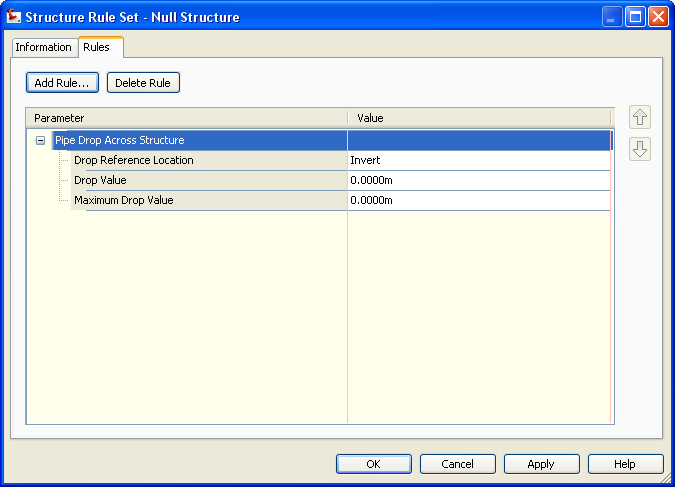 Structure Rule Set - Null Structure
Information Rules
Add Rule... Delete Rule
Parameter Value
Pipe Drop Across Structure
Drop Reference Location Invert
Drop Value 0.0000m
Maximum Drop Value 0.0000m
OK Cancel Apply Help